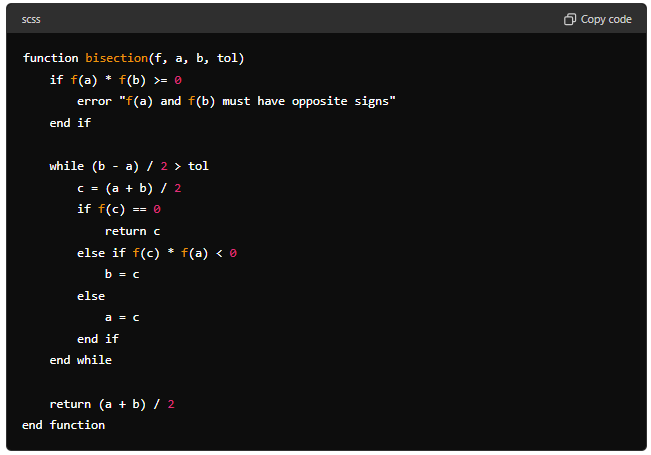 scss
Copy code
function bisection(f, a, b, tol)
    if f(a) * f(b) >= 0
        error "f(a) and f(b) must have opposite signs"
    end if

    while (b - a) / 2 > tol
        c = (a + b) / 2
        if f(c) == 0
            return c
        else if f(c) * f(a) < 0
            b = c
        else
            a = c
        end if
    end while

    return (a + b) / 2
end function